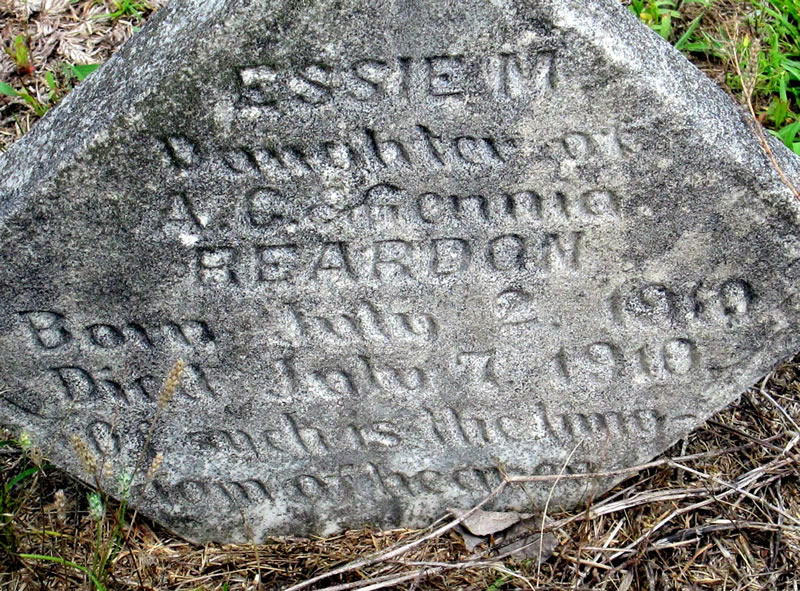 ESSIE M.
Daughter of
A. C. & Gennia
REARDON
Born July 2. 1910
Died July 7. 1910.
Of such is the king-
dom of heaven